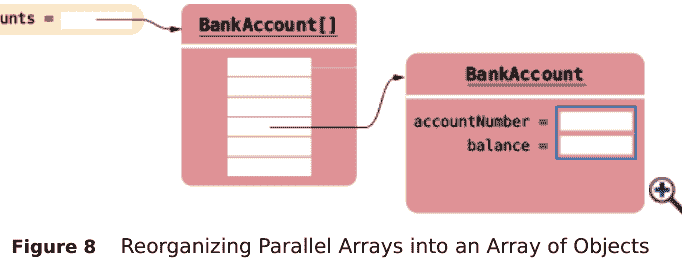 unts =
BankAccount[]
BankAccount
accountNumber =
balance =
Figure 8 Reorganizing Parallel Arrays into an Array of Objects